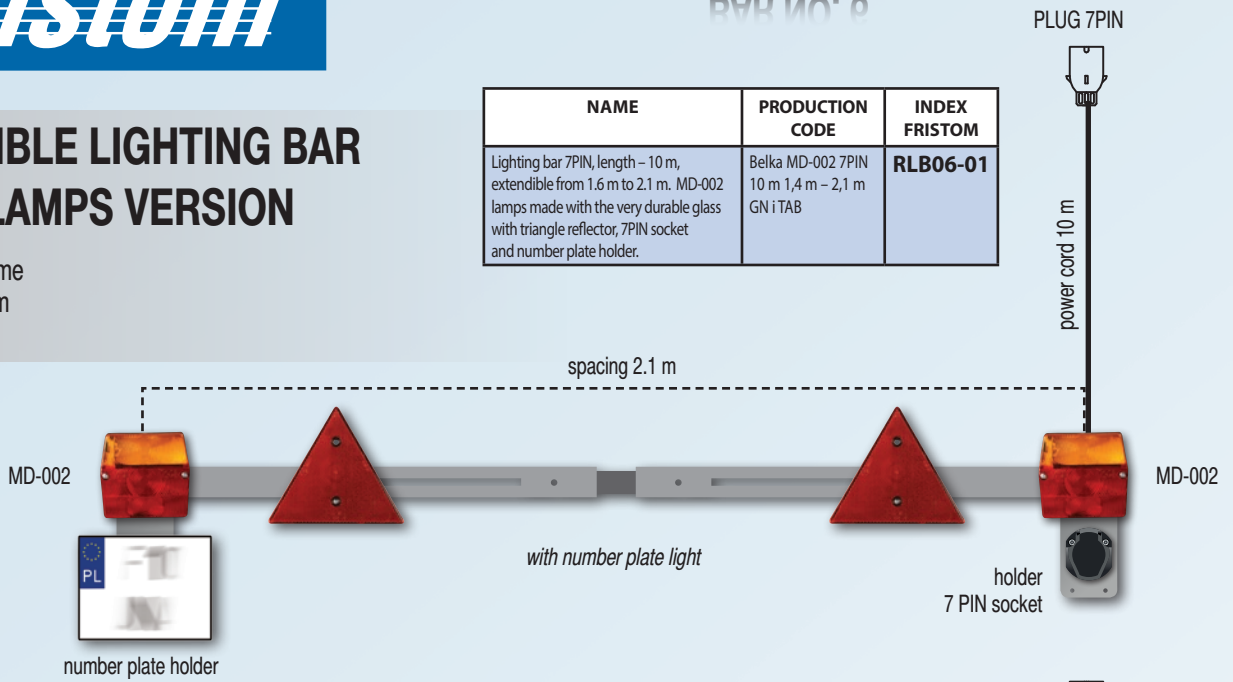 BAR NO. 6
PLUG 7PIN
IBLE LIGHTING BAR
LAMPS VERSION
me
m
NAME
PRODUCTION
CODE
INDEX
FRISTOM
Lighting bar 7PIN, length – 10 m,
extendible from 1.6 m to 2.1 m. MD-002
lamps made with the very durable glass
with triangle reflector, 7PIN socket
and number plate holder.
Belka MD-002 7PIN
10 m 1,4 m – 2,1 m
GN i TAB
RLB06-01
power cord 10 m
spacing 2.1 m
MD-002
MD-002
with number plate light
PL
holder
7 PIN socket
number plate holder